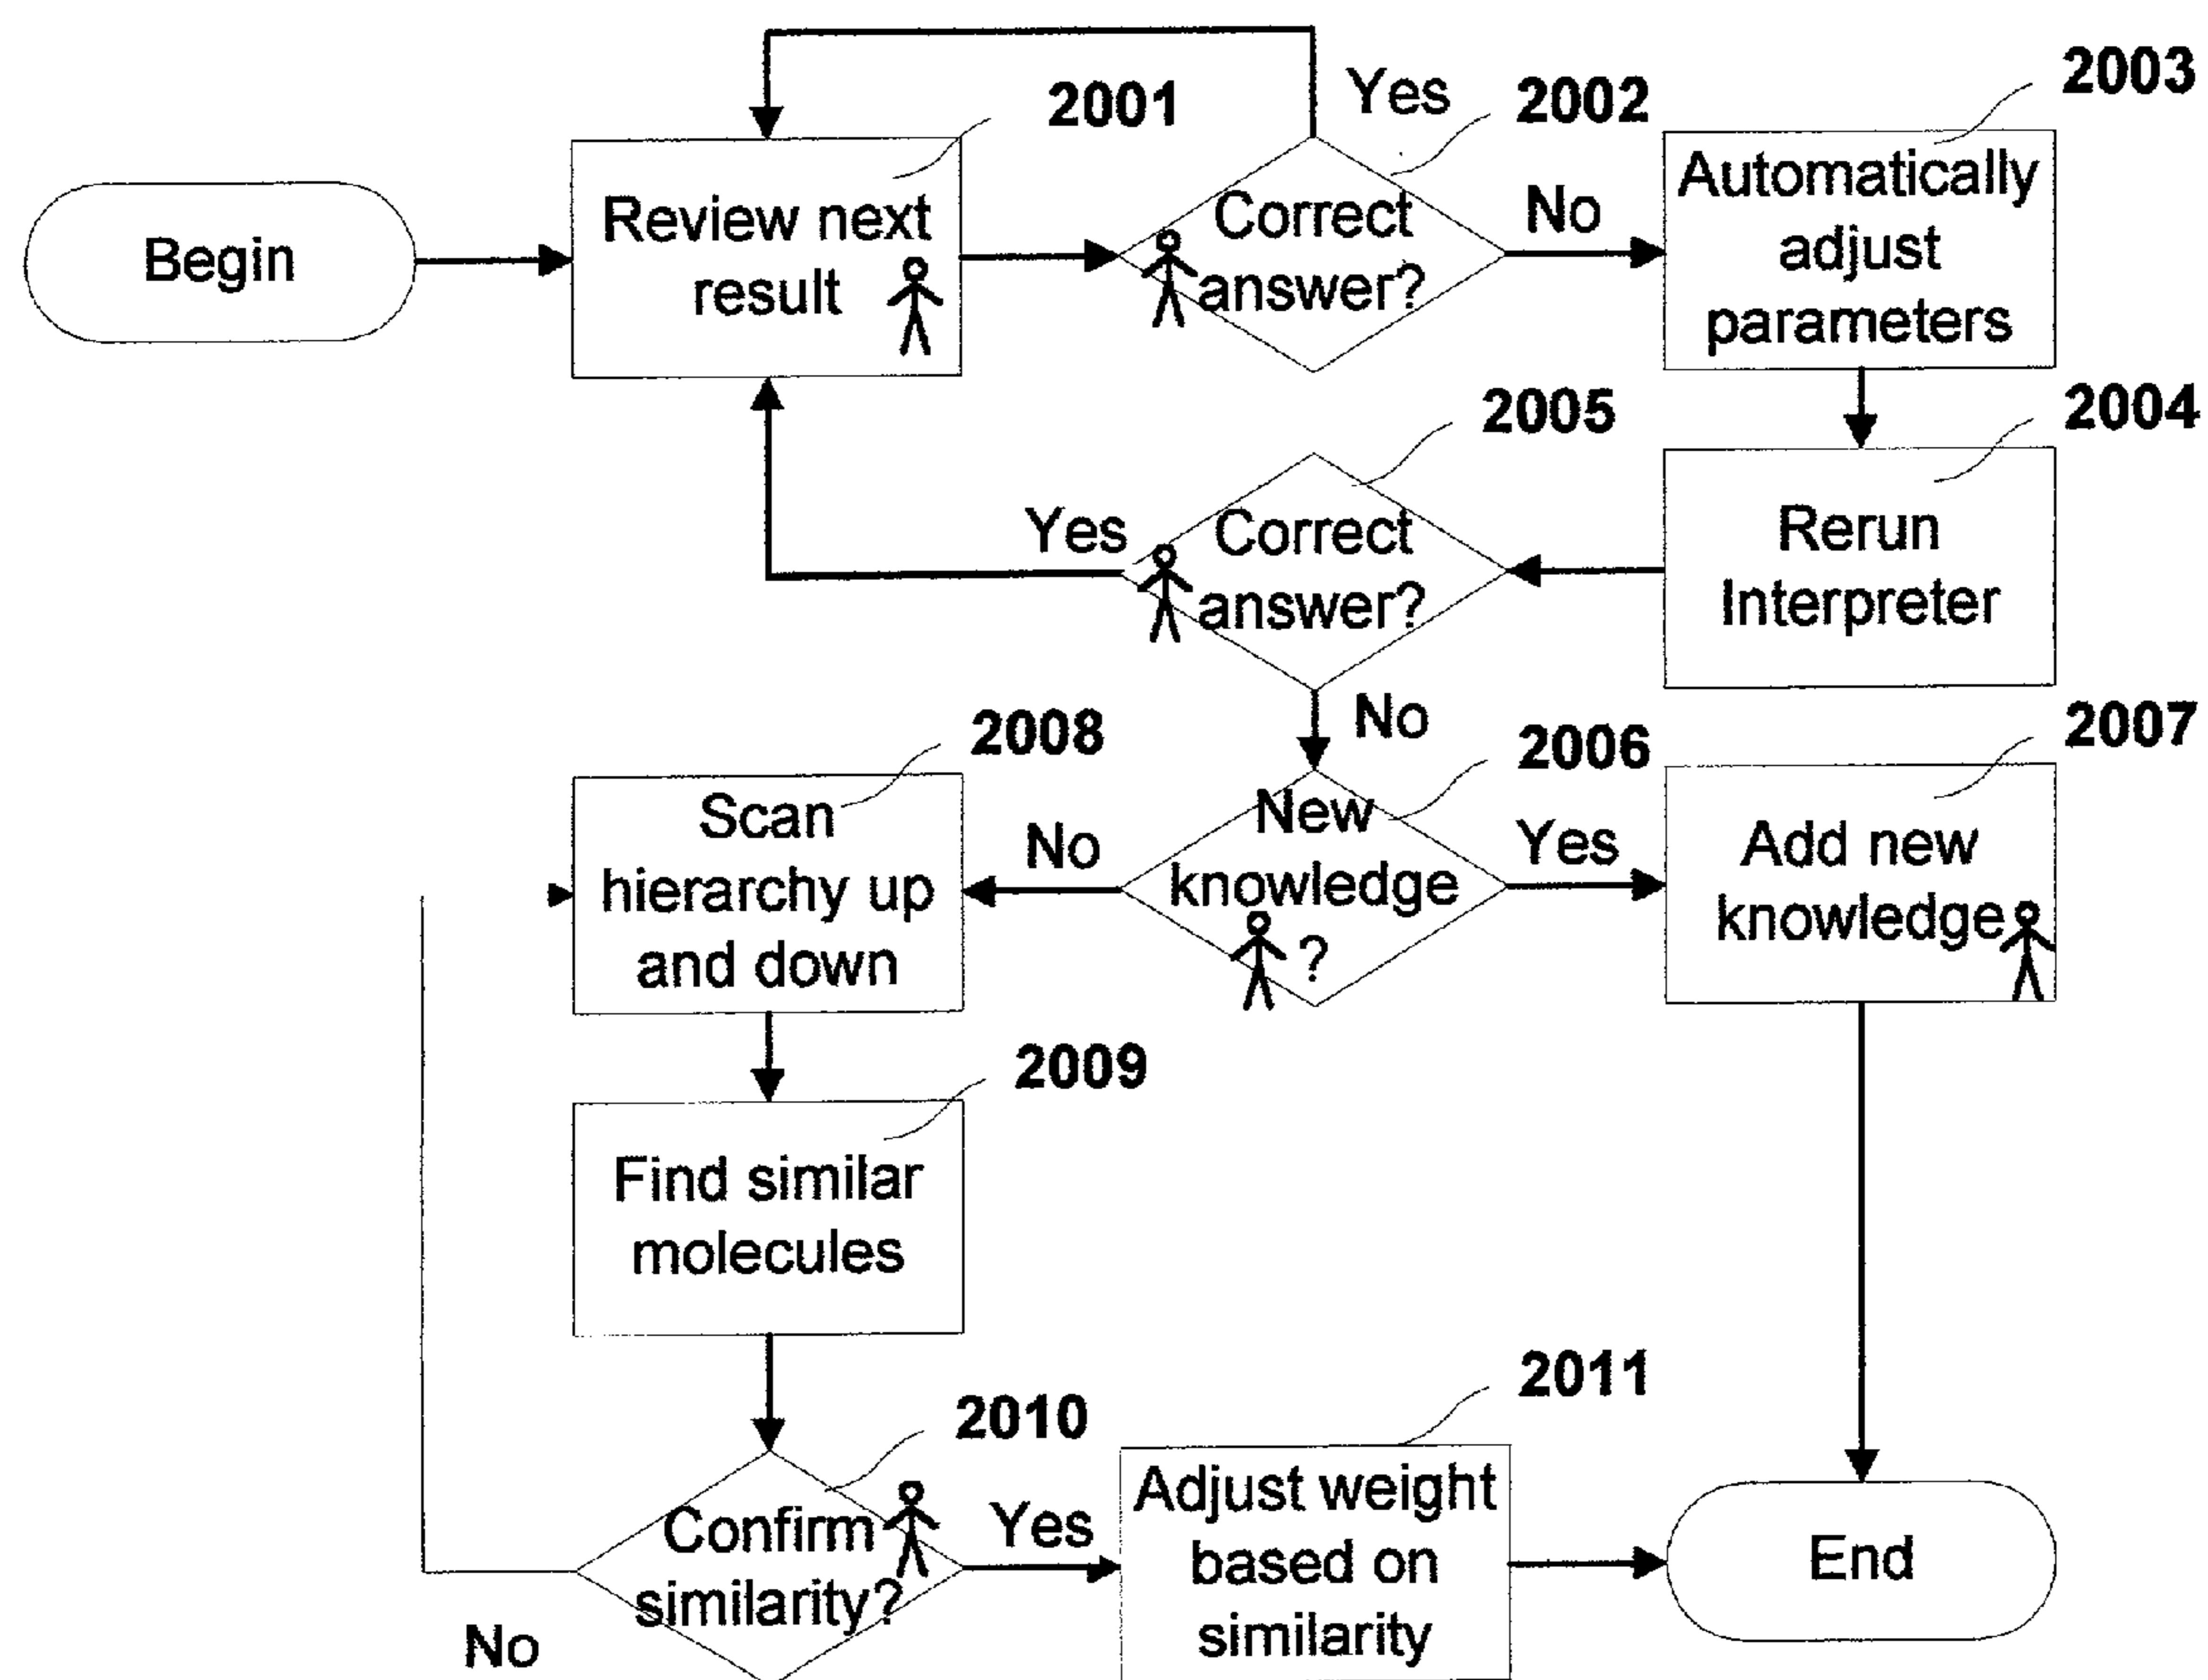 2003
Yes
2001
2002
Automatically
adjust
parameters
Begin
Review next
result
Correct
answer?
No
2005
2004
Yes
Correct
answer?
Rerun
Interpreter
No
2008
2006
2007
Scan
hierarchy up
and down
No
New
knowledge
?
Yes
Add new
knowledge
2009
Find similar
molecules
2010
2011
Confirm
similarity?
Yes
Adjust weight
based on
similarity
End
No